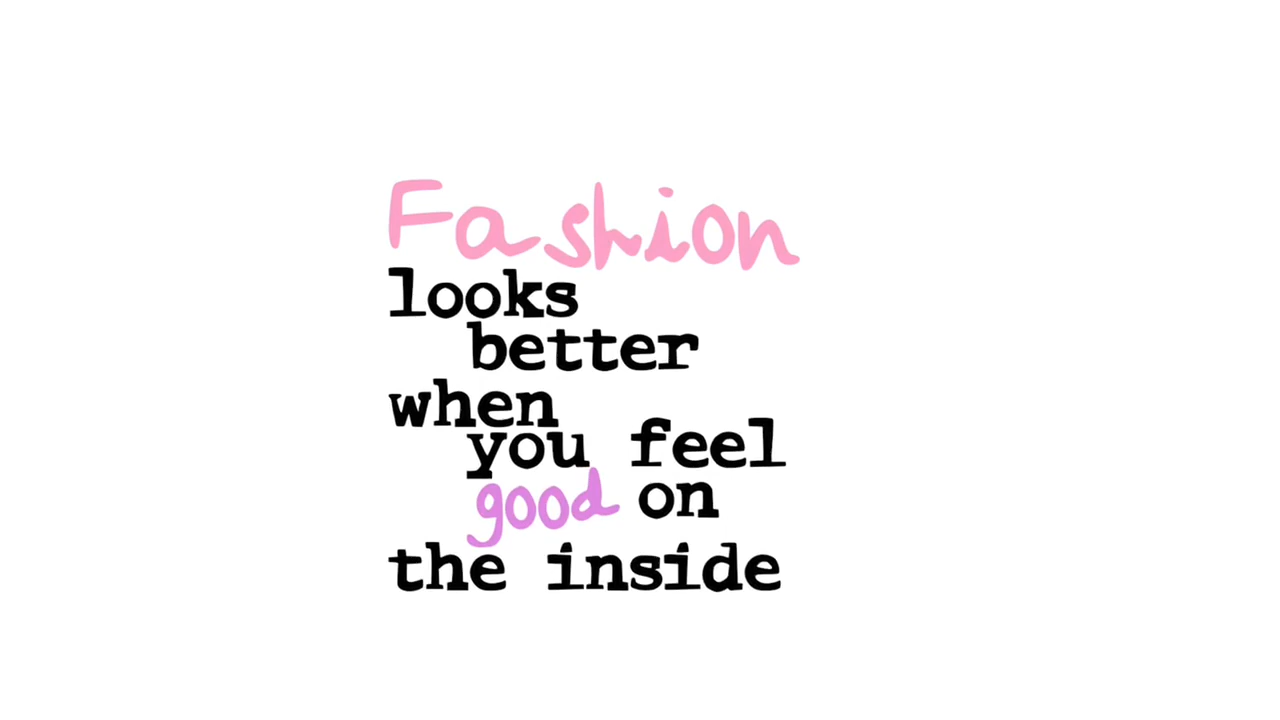 Fashion
looks
better
when
you feel
good on
the inside